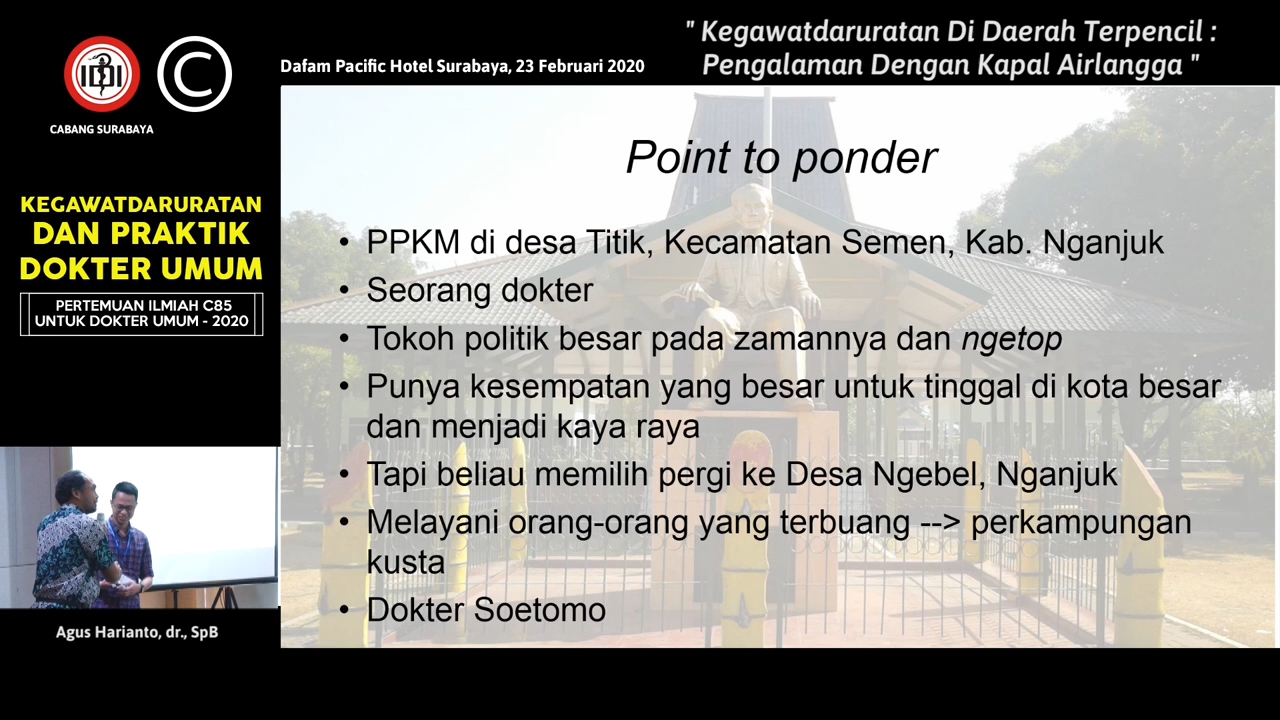 " Kegawatdaruratan Di Daerah Terpencil :
Pengalaman Dengan Kapal Airlangga "
Dafam Pacific Hotel Surabaya, 23 Februari 2020
IDI
C
CABANG SURABAYA
KEGAWATDARURATAN
DAN PRAKTIK
DOKTER UMUM
PERTEMUAN ILMIAH C85
UNTUK DOKTER UMUM - 2020
Agus Harianto, dr., SpB
Point to ponder
• PPKM di desa Titik, Kecamatan Semen, Kab. Nganjuk
• Seorang dokter
• Tokoh politik besar pada zamannya dan ngetop
• Punya kesempatan yang besar untuk tinggal di kota besar
dan menjadi kaya raya
• Tapi beliau memilih pergi ke Desa Ngebel, Nganjuk
• Melayani orang-orang yang terbuang --> perkampungan
kusta
• Dokter Soetomo